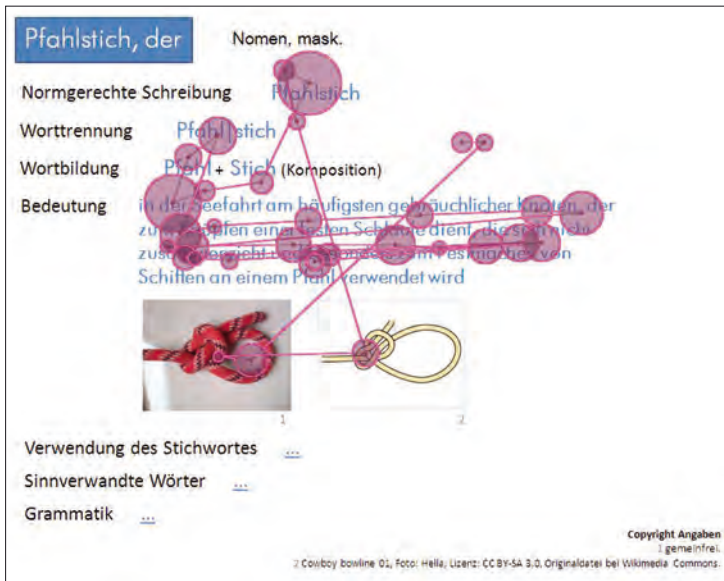 Pfahlstich, der Nomen, mask.
Normgerechte Schreibung Pfahlstich
Worttrennung Pfahl|stich
Wortbildung Pfahl + Stich (Komposition)
Bedeutung in der Seefahrt am häufigsten gebräuchlicher Knoten, der
zum Knüpfen einer festen Schlaufe dient, die sich nicht
zusammenzieht und besonders zum Festmachen von
Schiffen an einem Pfahl verwendet wird
1 2
Verwendung des Stichwortes ...
Sinnverwandte Wörter ...
Grammatik ...
Copyright Angaben
1 gemeinfrei.
2 Cowboy bowline 01, Foto: Hella, Lizenz: CC BY-SA 3.0, Originaldatei bei Wikimedia Commons.